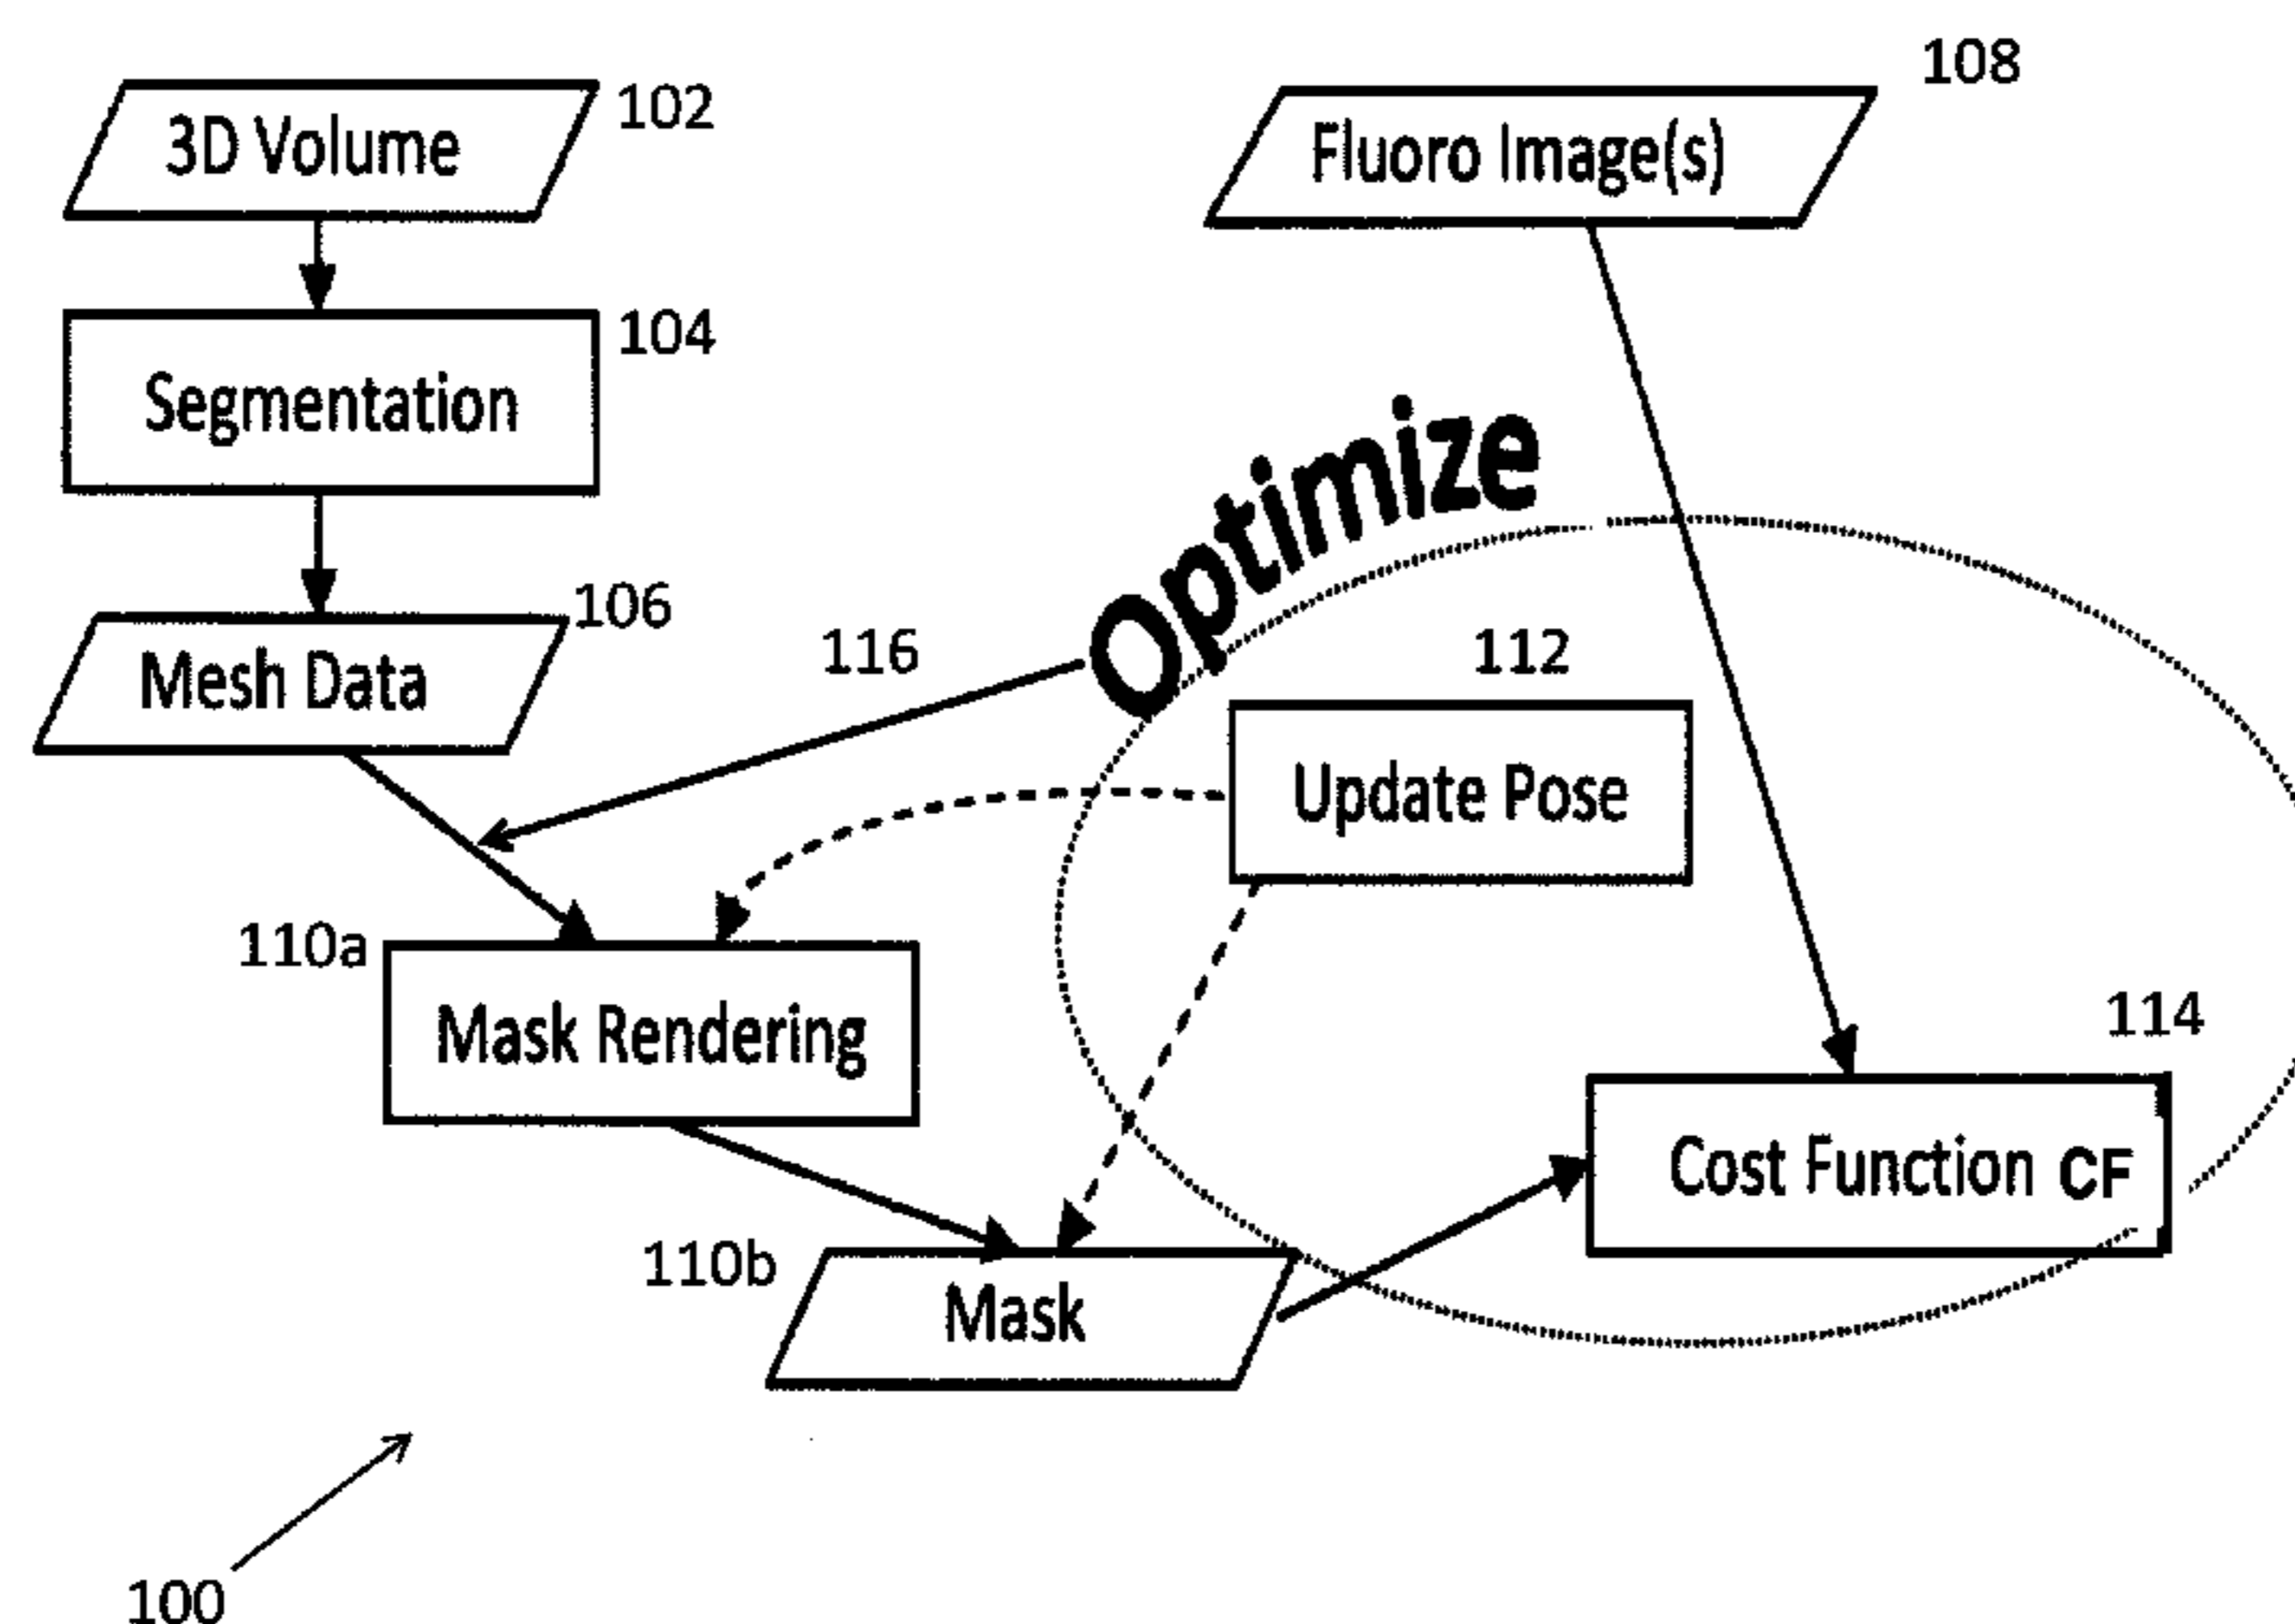 108
3D Volume
102
Fluoro Image(s)
104
Segmentation
Optimize
106
116
112
Mesh Data
Update Pose
110a
114
Mask Rendering
Cost Function CF
110b
Mask
100